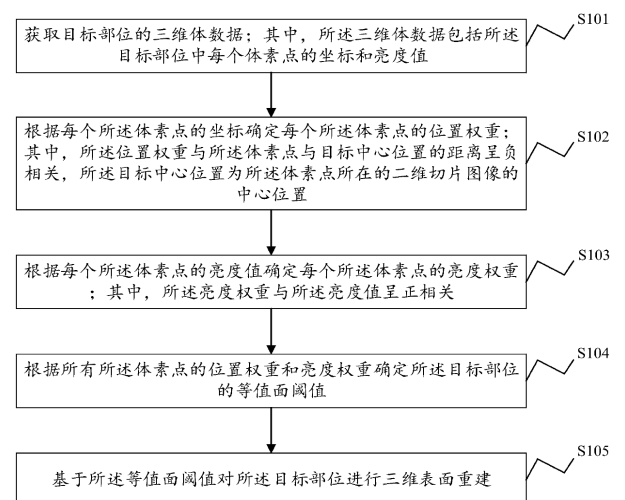 获取目标部位的三维体数据；其中，所述三维体数据包括所述
目标部位中每个体素点的坐标和亮度值
S101
根据每个所述体素点的坐标确定每个所述体素点的位置权重；
其中，所述位置权重与所述体素点与目标中心位置的距离呈负
相关，所述目标中心位置为所述体素点所在的二维切片图像的
中心位置
S102
根据每个所述体素点的亮度值确定每个所述体素点的亮度权重
；其中，所述亮度权重与所述亮度值呈正相关
S103
根据所有所述体素点的位置权重和亮度权重确定所述目标部位
的等值面阈值
S104
基于所述等值面阈值对所述目标部位进行三维表面重建
S105